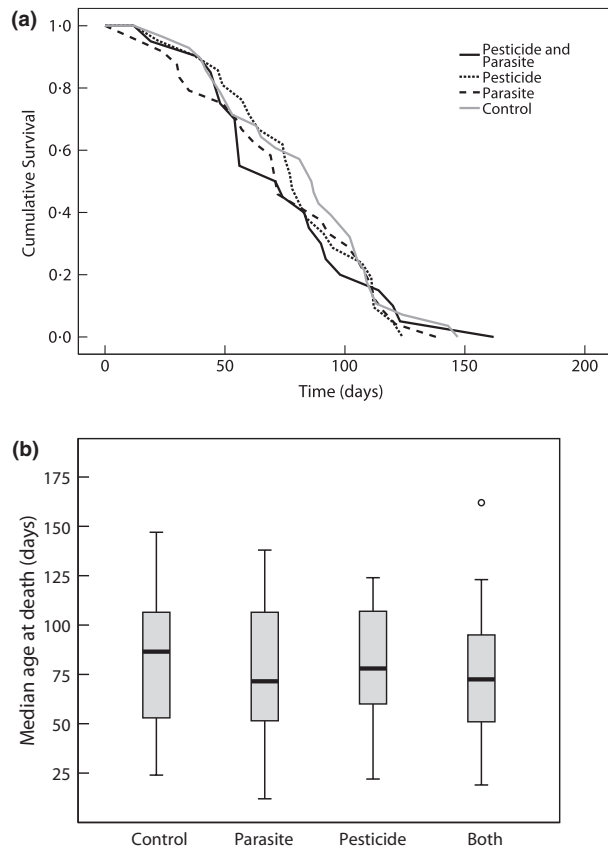 (a)
1·0
0·8
0·6
0·4
0·2
0·0
Cumulative Survival
0
50
100
150
200
Time (days)
Pesticide and
Parasite
Pesticide
Parasite
Control
(b)
175
150
125
100
75
50
25
Median age at death (days)
Control
Parasite
Pesticide
Both